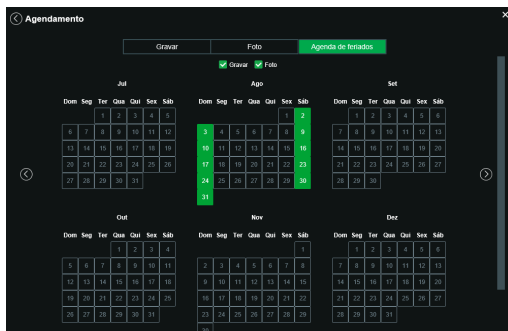 Agendamento
Gravar Foto Agenda de feriados
Gravar Foto
Jul Ago Set
Dom Seg Ter Qua Qui Sex Sáb Dom Seg Ter Qua Qui Sex Sáb Dom Seg Ter Qua Qui Sex Sáb
1 2 3 4 5 1 2 1 2 3 4 5 6
6 7 8 9 10 11 12 3 4 5 6 7 8 9 7 8 9 10 11 12 13
13 14 15 16 17 18 19 10 11 12 13 14 15 16 14 15 16 17 18 19 20
20 21 22 23 24 25 26 17 18 19 20 21 22 23 21 22 23 24 25 26 27
27 28 29 30 31 24 25 26 27 28 29 30 28 29 30
31
Out Nov Dez
Dom Seg Ter Qua Qui Sex Sáb Dom Seg Ter Qua Qui Sex Sáb Dom Seg Ter Qua Qui Sex Sáb
1 2 3 4 1 1 2 3 4 5 6
5 6 7 8 9 10 11 2 3 4 5 6 7 8 7 8 9 10 11 12 13
12 13 14 15 16 17 18 9 10 11 12 13 14 15 14 15 16 17 18 19 20
19 20 21 22 23 24 25 16 17 18 19 20 21 22 21 22 23 24 25 26 27
26 27 28 29 30 31 23 24 25 26 27 28 29 28 29 30 31
30